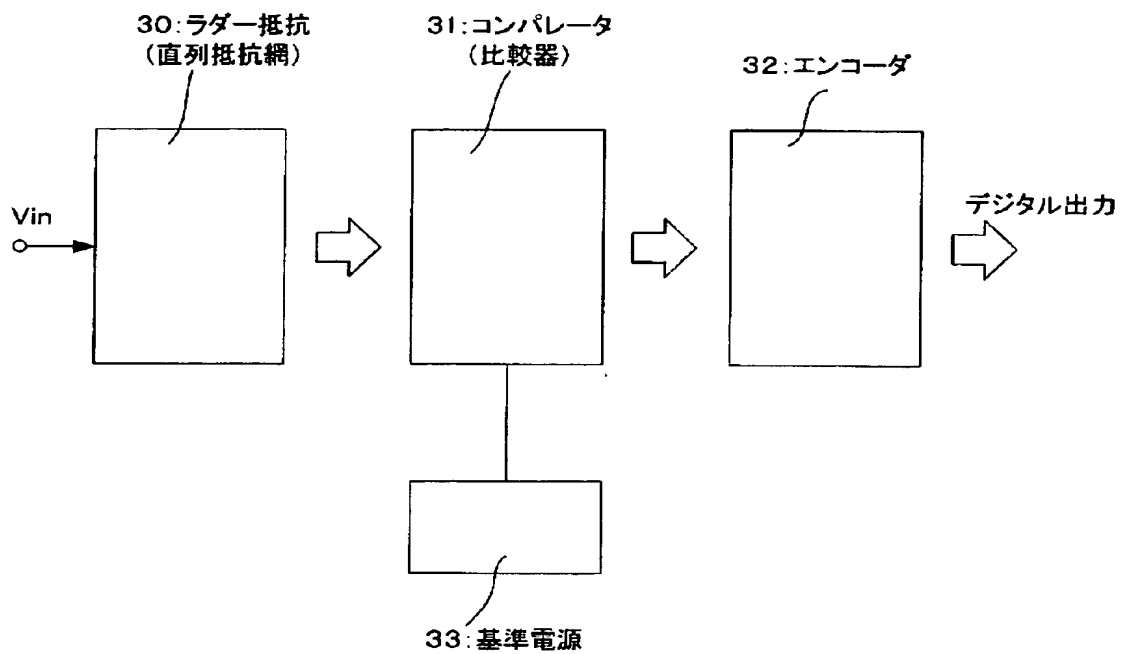 30:ラダー抵抗
(直列抵抗網)
31:コンパレータ
(比較器)
32:エンコーダ
Vin
デジタル出力
33:基準電源